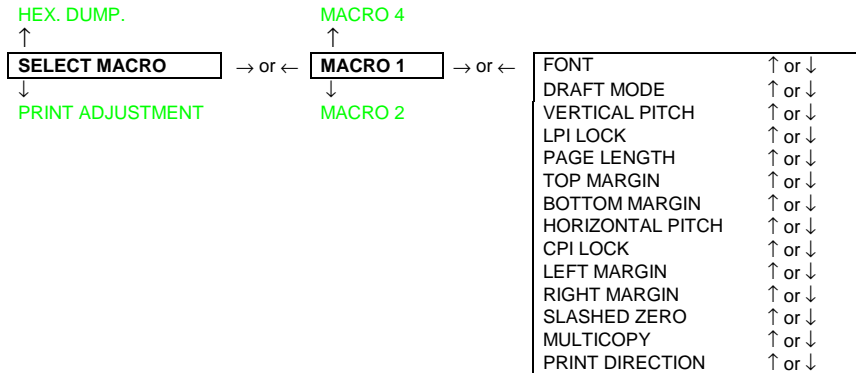 HEX. DUMP. MACRO 4
↑ ↑
SELECT MACRO → or ← MACRO 1 → or ← FONT ↑ or ↓
↓ ↓ DRAFT MODE ↑ or ↓
PRINT ADJUSTMENT MACRO 2 VERTICAL PITCH ↑ or ↓
LPI LOCK ↑ or ↓
PAGE LENGTH ↑ or ↓
TOP MARGIN ↑ or ↓
BOTTOM MARGIN ↑ or ↓
HORIZONTAL PITCH ↑ or ↓
CPI LOCK ↑ or ↓
LEFT MARGIN ↑ or ↓
RIGHT MARGIN ↑ or ↓
SLASHED ZERO ↑ or ↓
MULTICOPY ↑ or ↓
PRINT DIRECTION ↑ or ↓